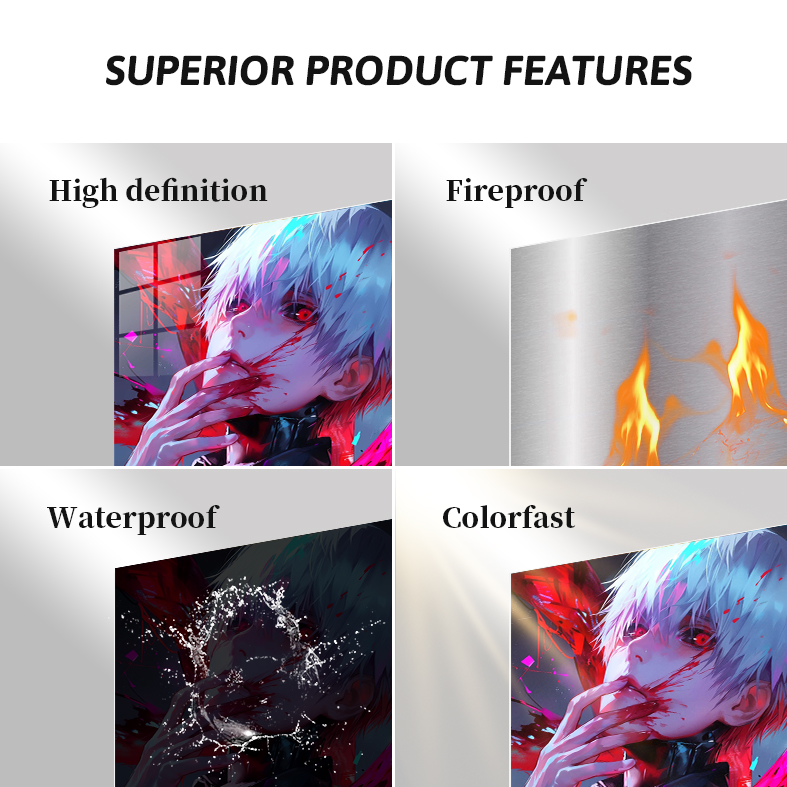 SUPERIOR PRODUCT FEATURES
High definition
Fireproof
Waterproof
Colorfast